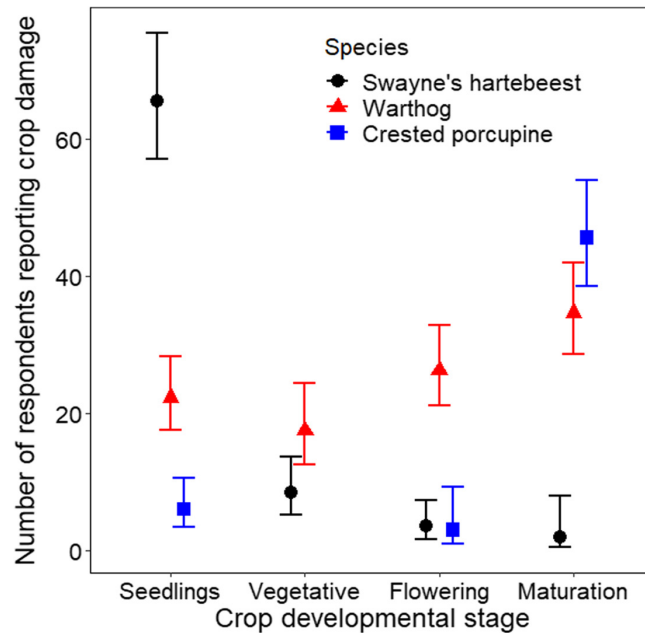 Species
Swayne's hartebeest
Warthog
Crested porcupine
Number of respondents reporting crop damage
60
40
20
0
Seedlings Vegetative Flowering Maturation
Crop developmental stage